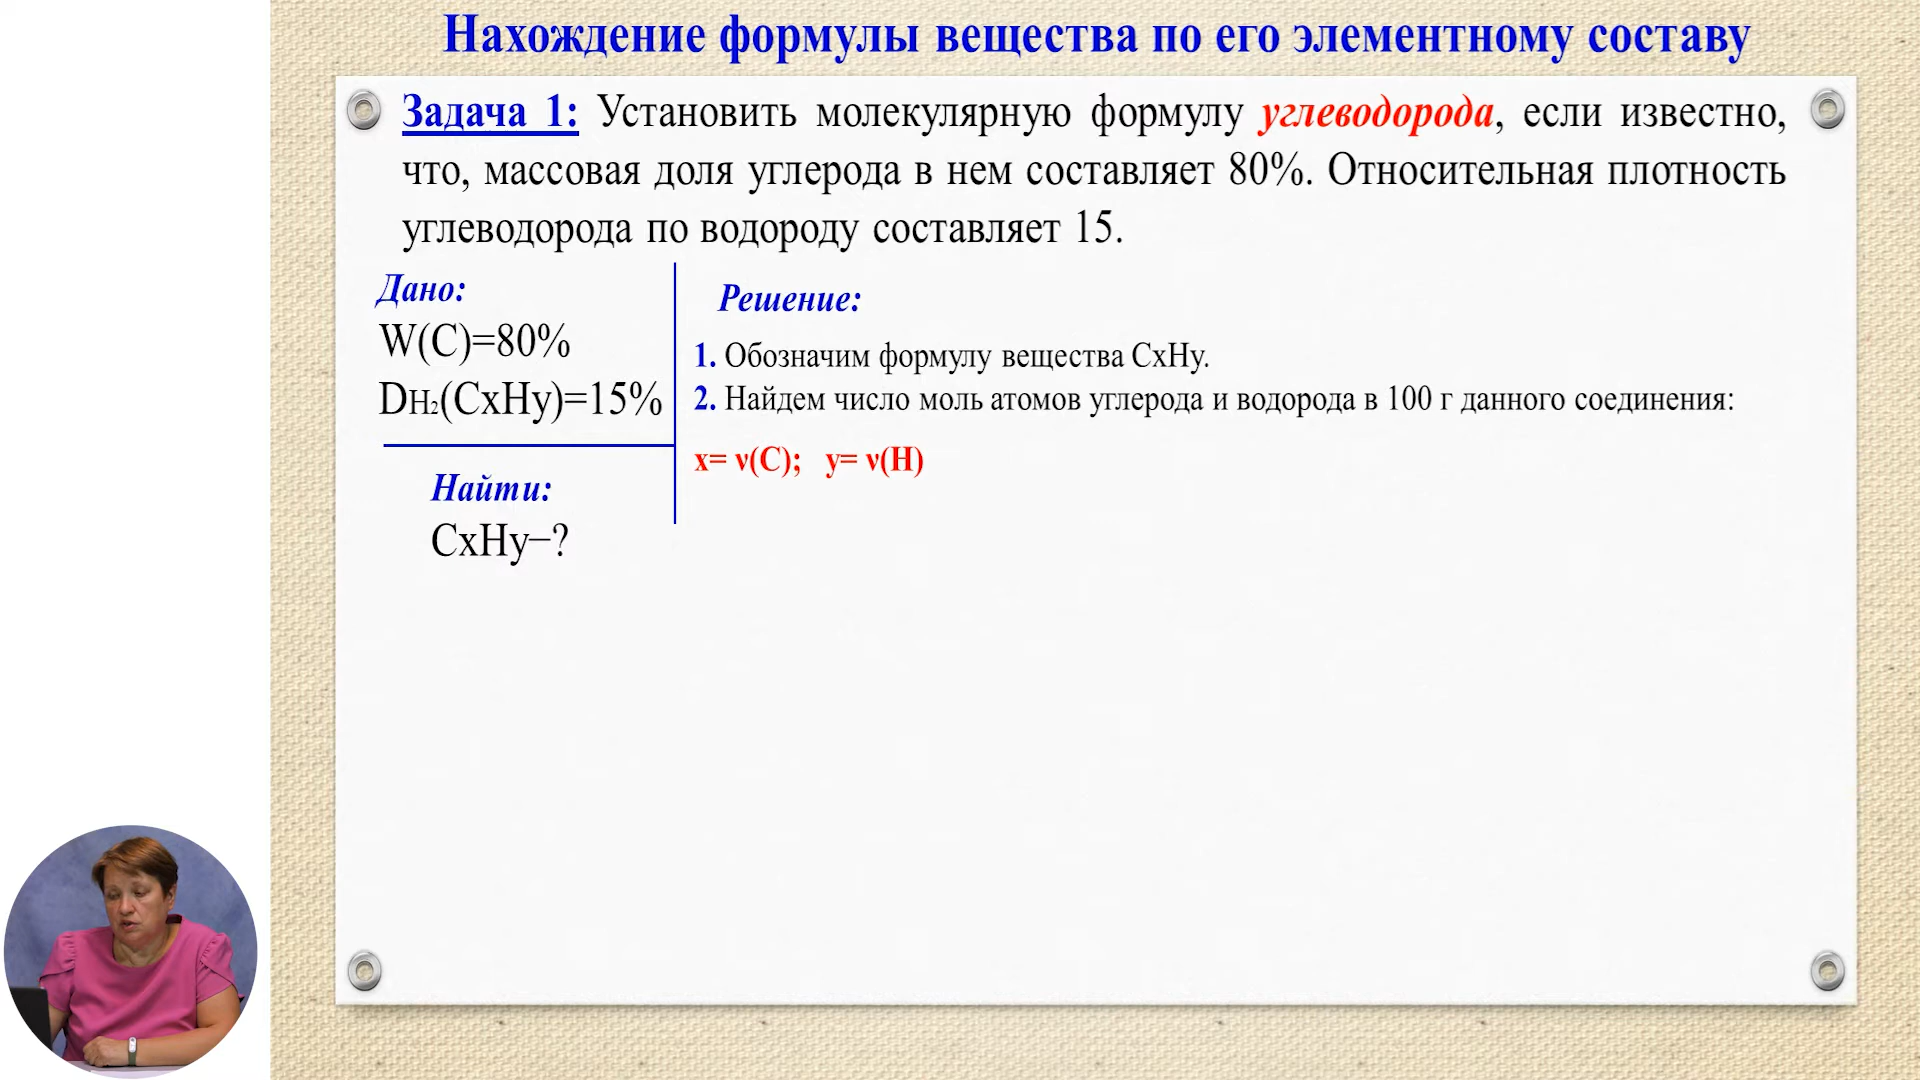 Нахождение формулы вещества по его элементному составу
Задача 1: Установить молекулярную формулу углеводорода, если известно,
что, массовая доля углерода в нем составляет 80%. Относительная плотность
углеводорода по водороду составляет 15.
Дано:
W(C)=80%
DH₂(CxHy)=15%
Найти:
CxHy–?
Решение:
1. Обозначим формулу вещества CxHy.
2. Найдем число моль атомов углерода и водорода в 100 г данного соединения:
x= ν(C); y= ν(H)